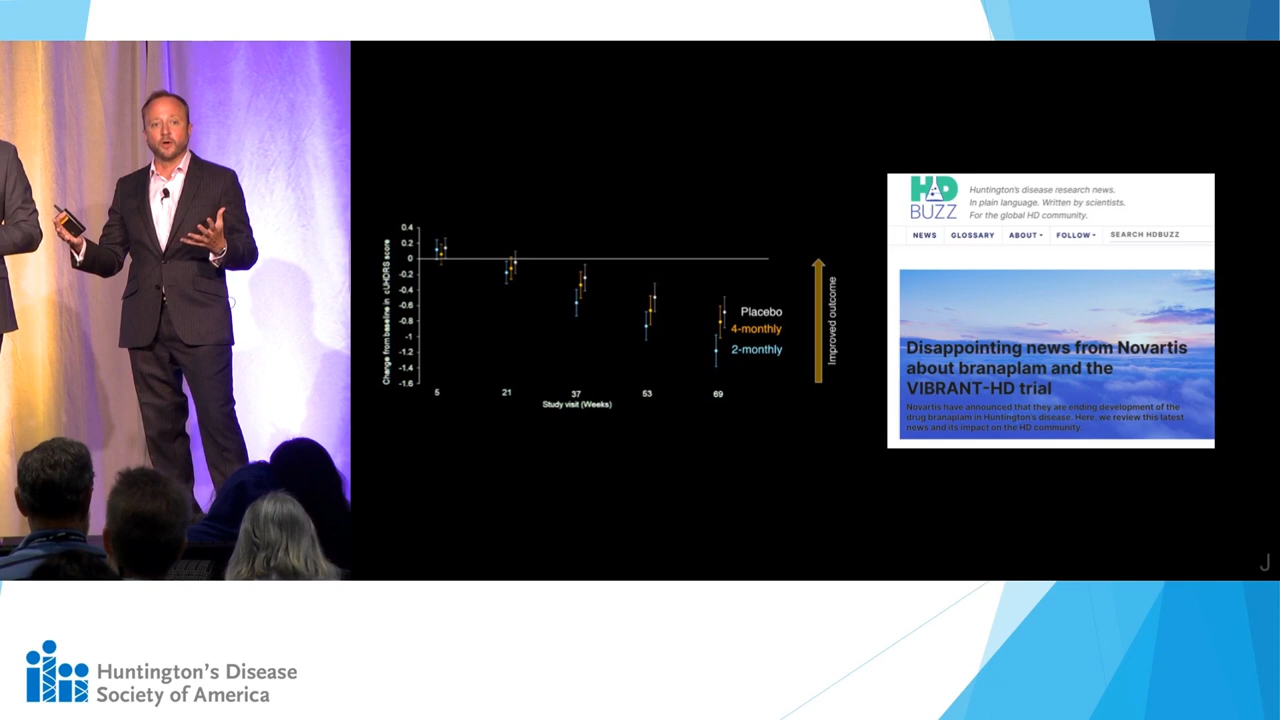 Change from baseline in cUHDRS score
0.4
0.2
0
-0.2
-0.4
-0.6
-0.8
-1
-1.2
-1.4
-1.6
5
21
37
53
69
Study visit (Weeks)
Placebo
4-monthly
2-monthly
Improved outcome
HD
BUZZ
Huntington's disease research news.
In plain language. Written by scientists.
For the global HD community.
NEWS GLOSSARY ABOUT FOLLOW SEARCH HDBUZZ
Disappointing news from Novartis
about branaplam and the
VIBRANT-HD trial
Novartis have announced that they are ending development of the
drug branaplam in Huntington's disease. Here, we review this latest
news and its impact on the HD community.
J
Huntington's Disease
Society of America